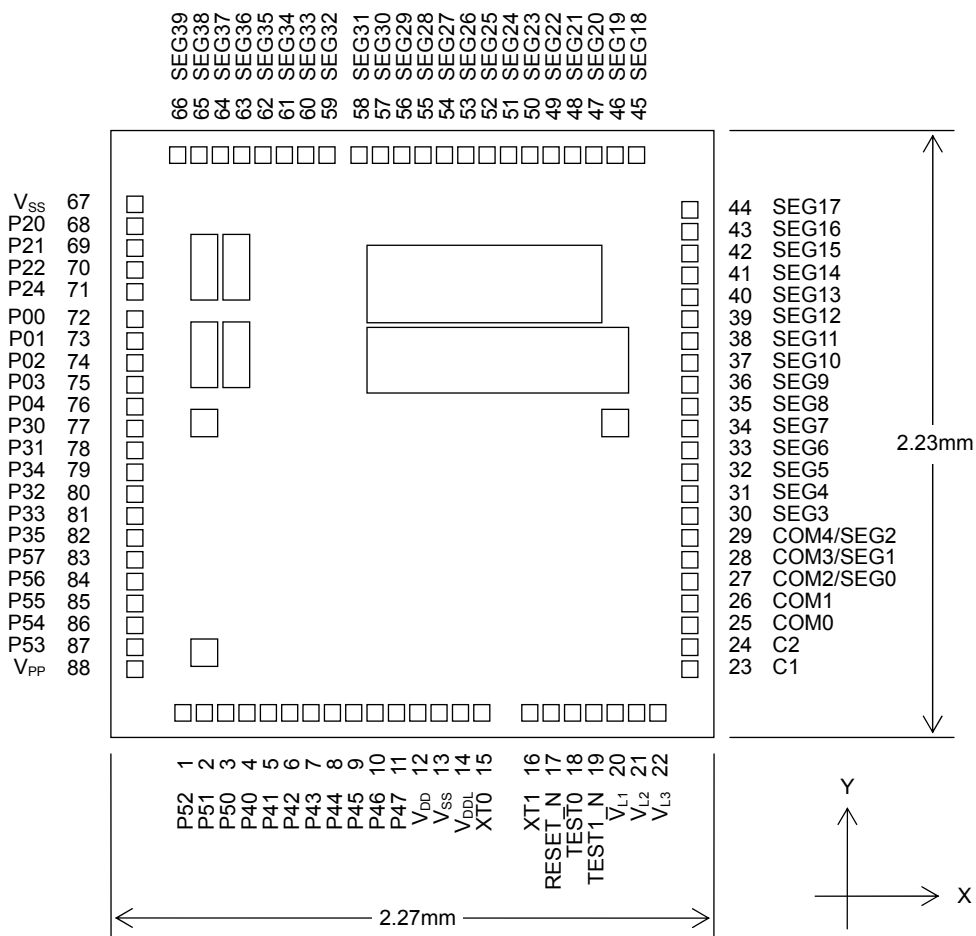 66 SEG39
65 SEG38
64 SEG37
63 SEG36
62 SEG35
61 SEG34
60 SEG33
59 SEG32
58 SEG31
57 SEG30
56 SEG29
55 SEG28
54 SEG27
53 SEG26
52 SEG25
51 SEG24
50 SEG23
49 SEG22
48 SEG21
47 SEG20
46 SEG19
45 SEG18
VSS 67
P20 68
P21 69
P22 70
P24 71
P00 72
P01 73
P02 74
P03 75
P04 76
P30 77
P31 78
P34 79
P32 80
P33 81
P35 82
P57 83
P56 84
P55 85
P54 86
P53 87
VPP 88
44 SEG17
43 SEG16
42 SEG15
41 SEG14
40 SEG13
39 SEG12
38 SEG11
37 SEG10
36 SEG9
35 SEG8
34 SEG7
33 SEG6
32 SEG5
31 SEG4
30 SEG3
29 COM4/SEG2
28 COM3/SEG1
27 COM2/SEG0
26 COM1
25 COM0
24 C2
23 C1
2.23mm
P52 1
P51 2
P50 3
P40 4
P41 5
P42 6
P43 7
P44 8
P45 9
P46 10
P47 11
VDD 12
VSS 13
VDDL 14
XT0 15
XT1 16
RESET_N 17
TEST0 18
TEST1_N 19
VL1 20
VL2 21
VL3 22
2.27mm
Y
X